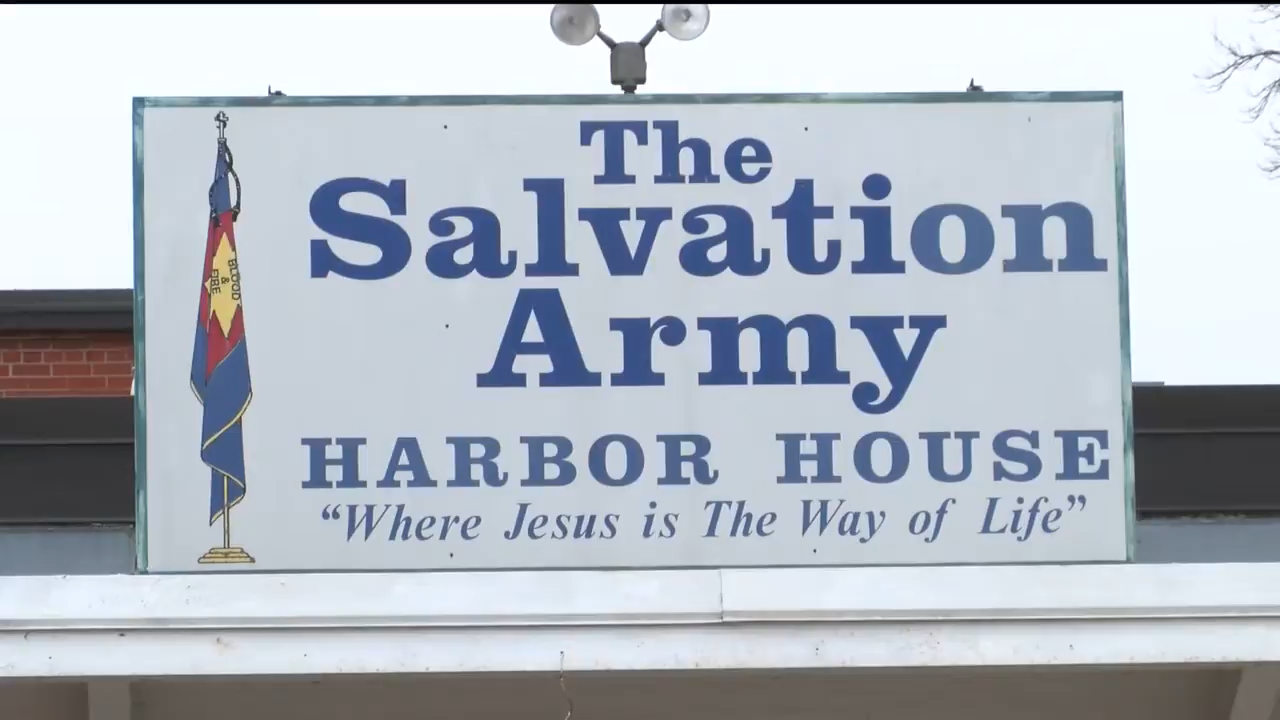 The
Salvation
Army
HARBOR HOUSE
“Where Jesus is The Way of Life”
BLOOD
&
FIRE